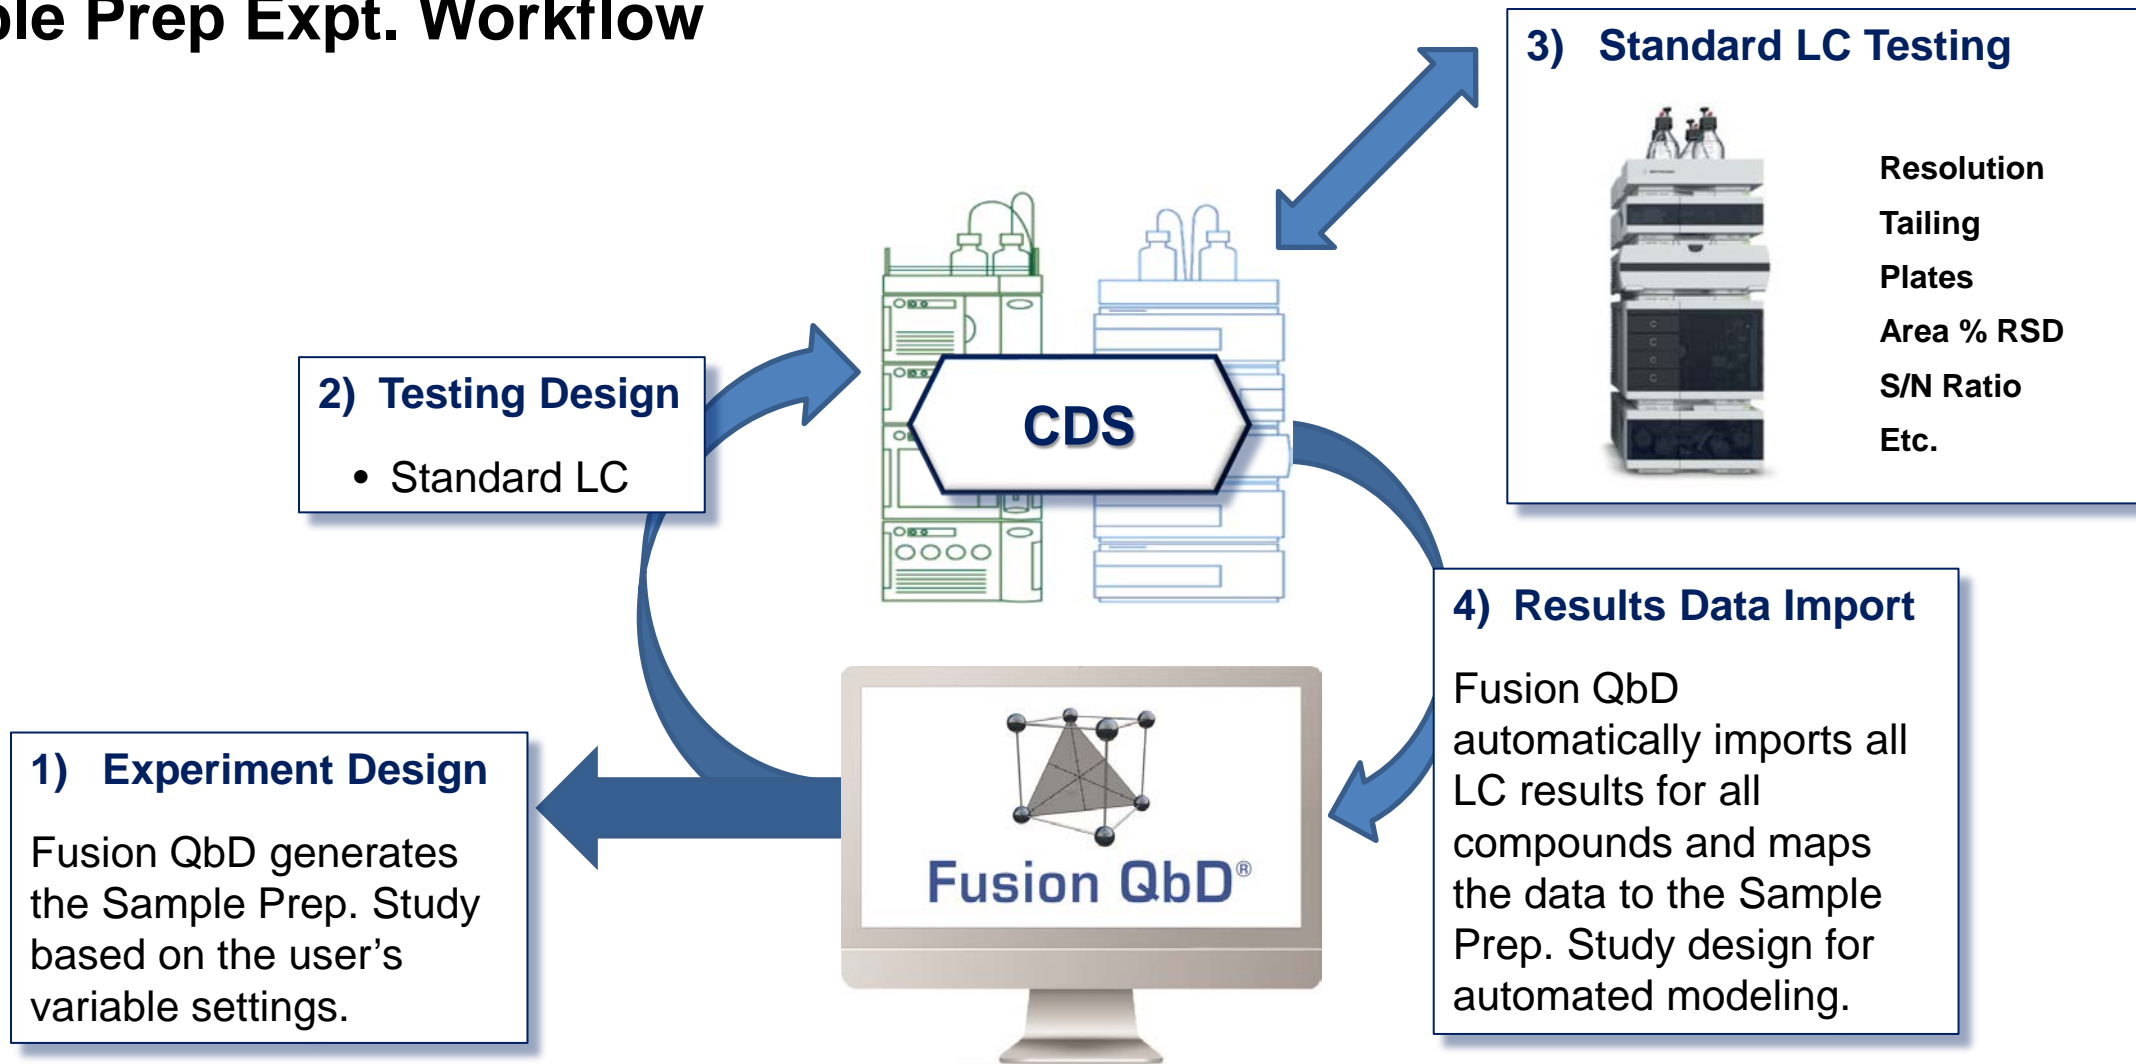 Prep Expt. Workflow
3) Standard LC Testing
Resolution
Tailing
Plates
Area % RSD
S/N Ratio
Etc.
2) Testing Design
• Standard LC
CDS
4) Results Data Import
Fusion QbD
automatically imports all
LC results for all
compounds and maps
the data to the Sample
Prep. Study design for
automated modeling.
Fusion QbD®
1) Experiment Design
Fusion QbD generates
the Sample Prep. Study
based on the user’s
variable settings.